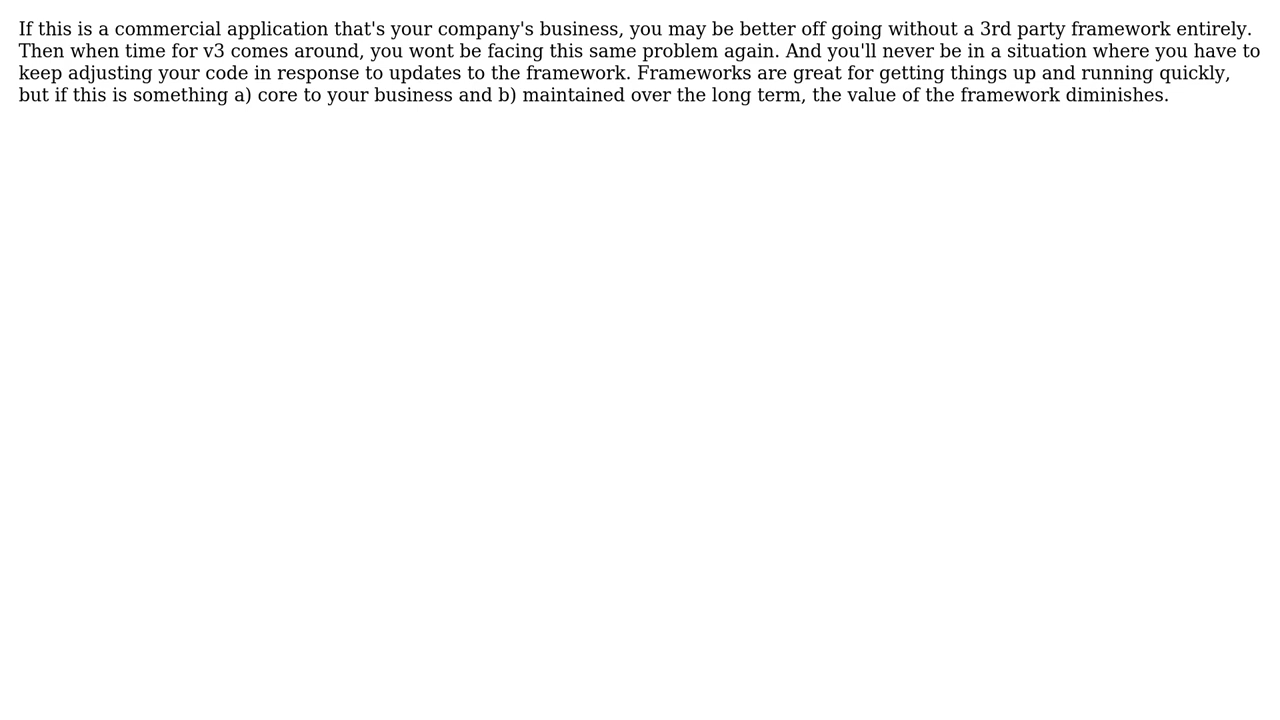 If this is a commercial application that's your company's business, you may be better off going without a 3rd party framework entirely.
Then when time for v3 comes around, you wont be facing this same problem again. And you'll never be in a situation where you have to
keep adjusting your code in response to updates to the framework. Frameworks are great for getting things up and running quickly,
but if this is something a) core to your business and b) maintained over the long term, the value of the framework diminishes.